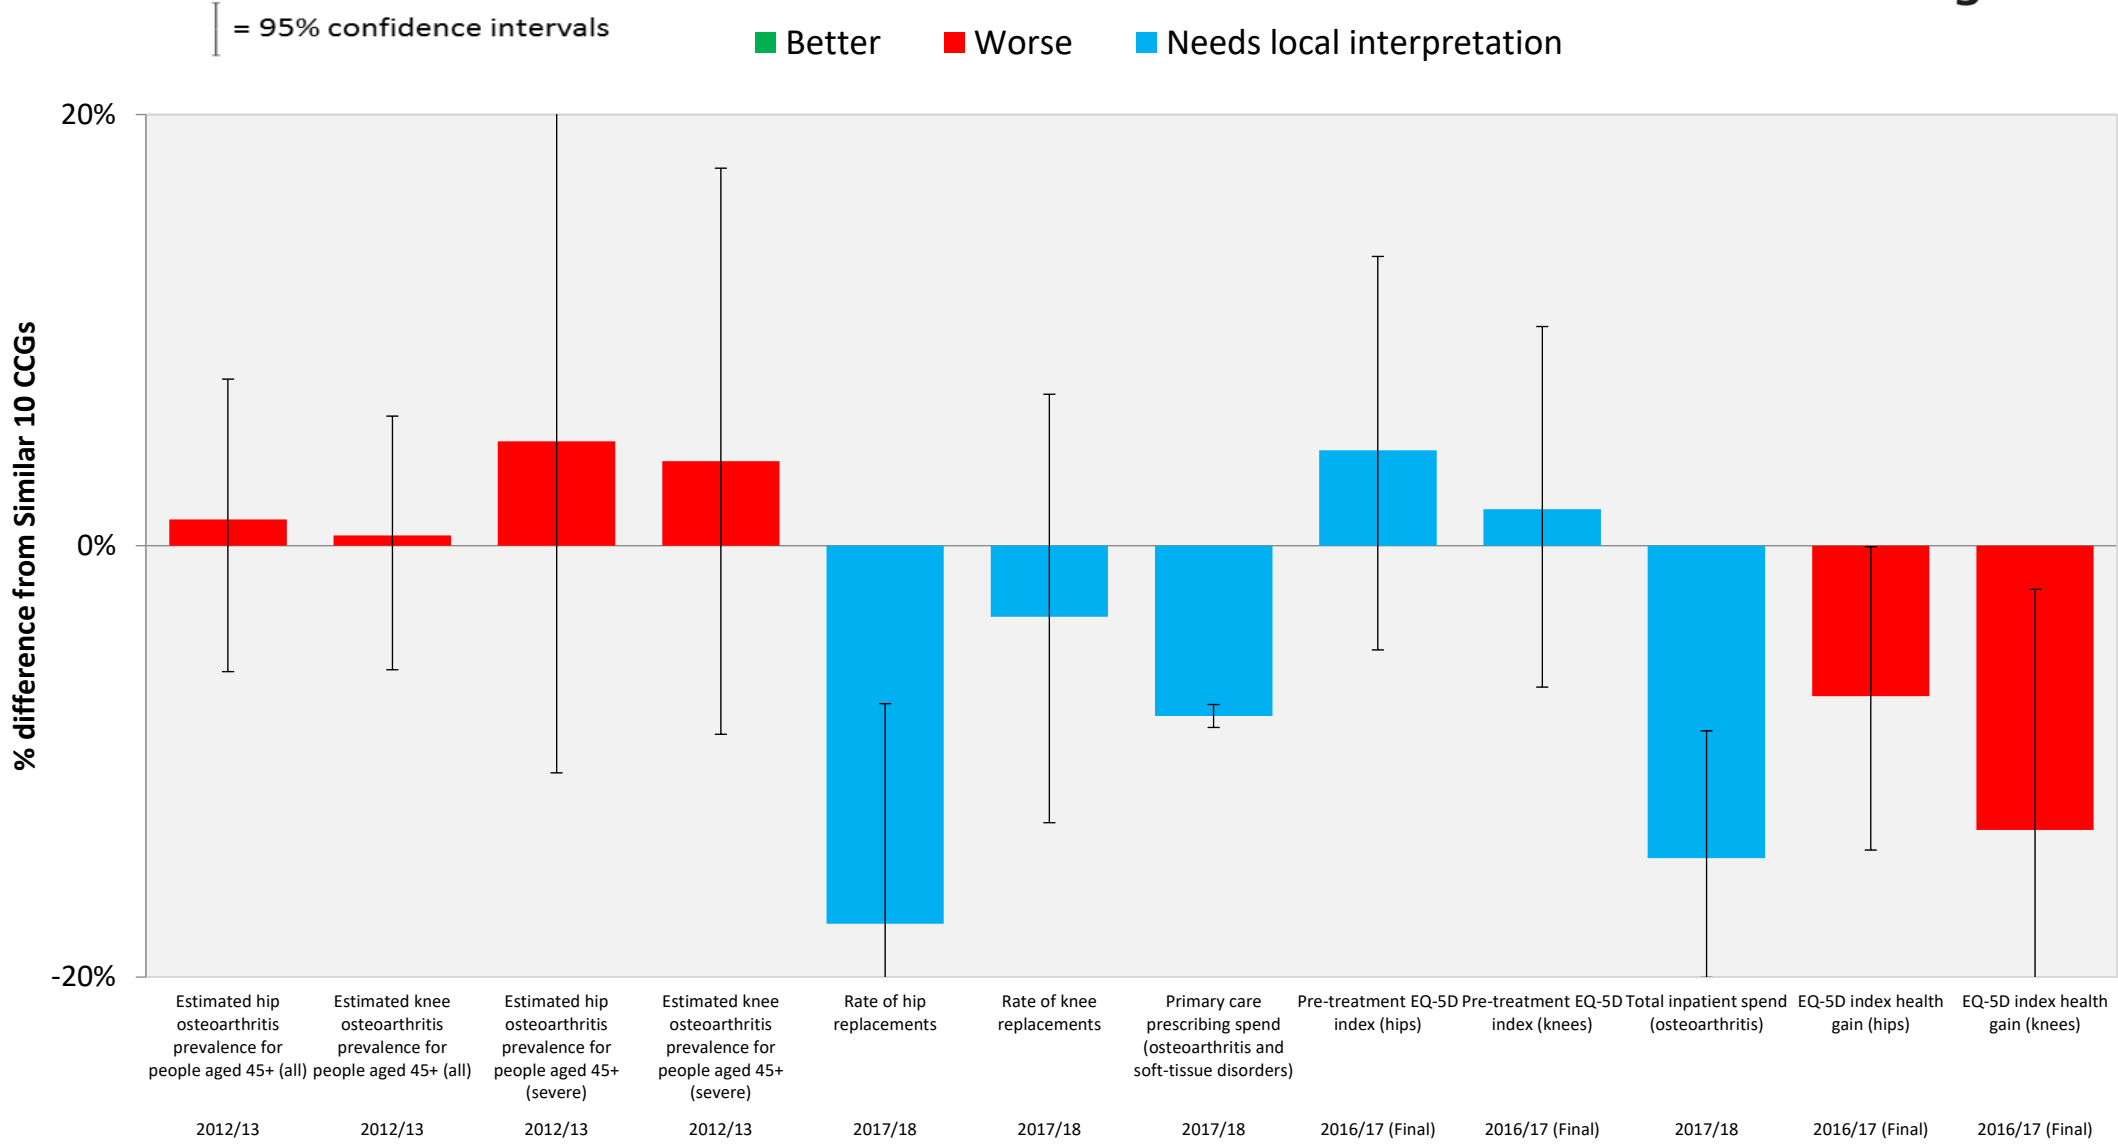 = 95% confidence intervals
Better Worse Needs local interpretation
20%
0%
-20%
% difference from Similar 10 CCGs
Estimated hip
osteoarthritis
prevalence for
people aged 45+ (all)
2012/13
Estimated knee
osteoarthritis
prevalence for
people aged 45+ (all)
2012/13
Estimated hip
osteoarthritis
prevalence for
people aged 45+
(severe)
2012/13
Estimated knee
osteoarthritis
prevalence for
people aged 45+
(severe)
2012/13
Rate of hip
replacements
2017/18
Rate of knee
replacements
2017/18
Primary care
prescribing spend
(osteoarthritis and
soft-tissue disorders)
2017/18
Pre-treatment EQ-5D
index (hips)
2016/17 (Final)
Pre-treatment EQ-5D
index (knees)
2016/17 (Final)
Total inpatient spend
(osteoarthritis)
2017/18
EQ-5D index health
gain (hips)
2016/17 (Final)
EQ-5D index health
gain (knees)
2016/17 (Final)